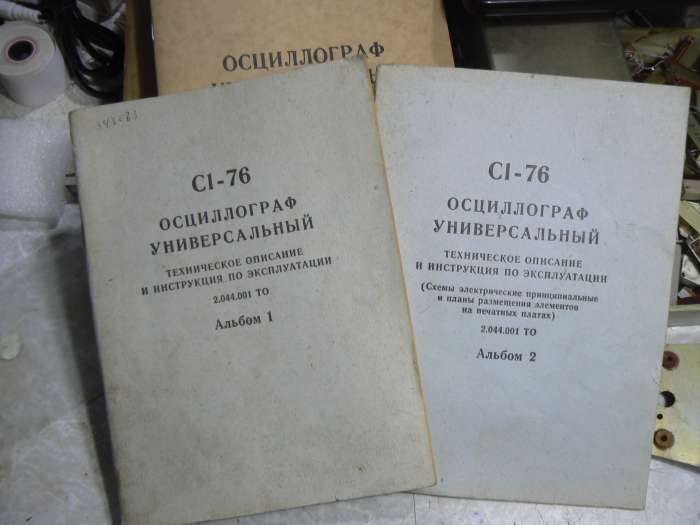 ОСЦИЛЛОГРАФ
С1-76
ОСЦИЛЛОГРАФ
УНИВЕРСАЛЬНЫЙ
ТЕХНИЧЕСКОЕ ОПИСАНИЕ
И ИНСТРУКЦИЯ ПО ЭКСПЛУАТАЦИИ
2.044.001 ТО
Альбом 1
С1-76
ОСЦИЛЛОГРАФ
УНИВЕРСАЛЬНЫЙ
ТЕХНИЧЕСКОЕ ОПИСАНИЕ
И ИНСТРУКЦИЯ ПО ЭКСПЛУАТАЦИИ
(Схемы электрические принципиальные
и планы размещения элементов
на печатных платах)
2.044.001 ТО
Альбом 2